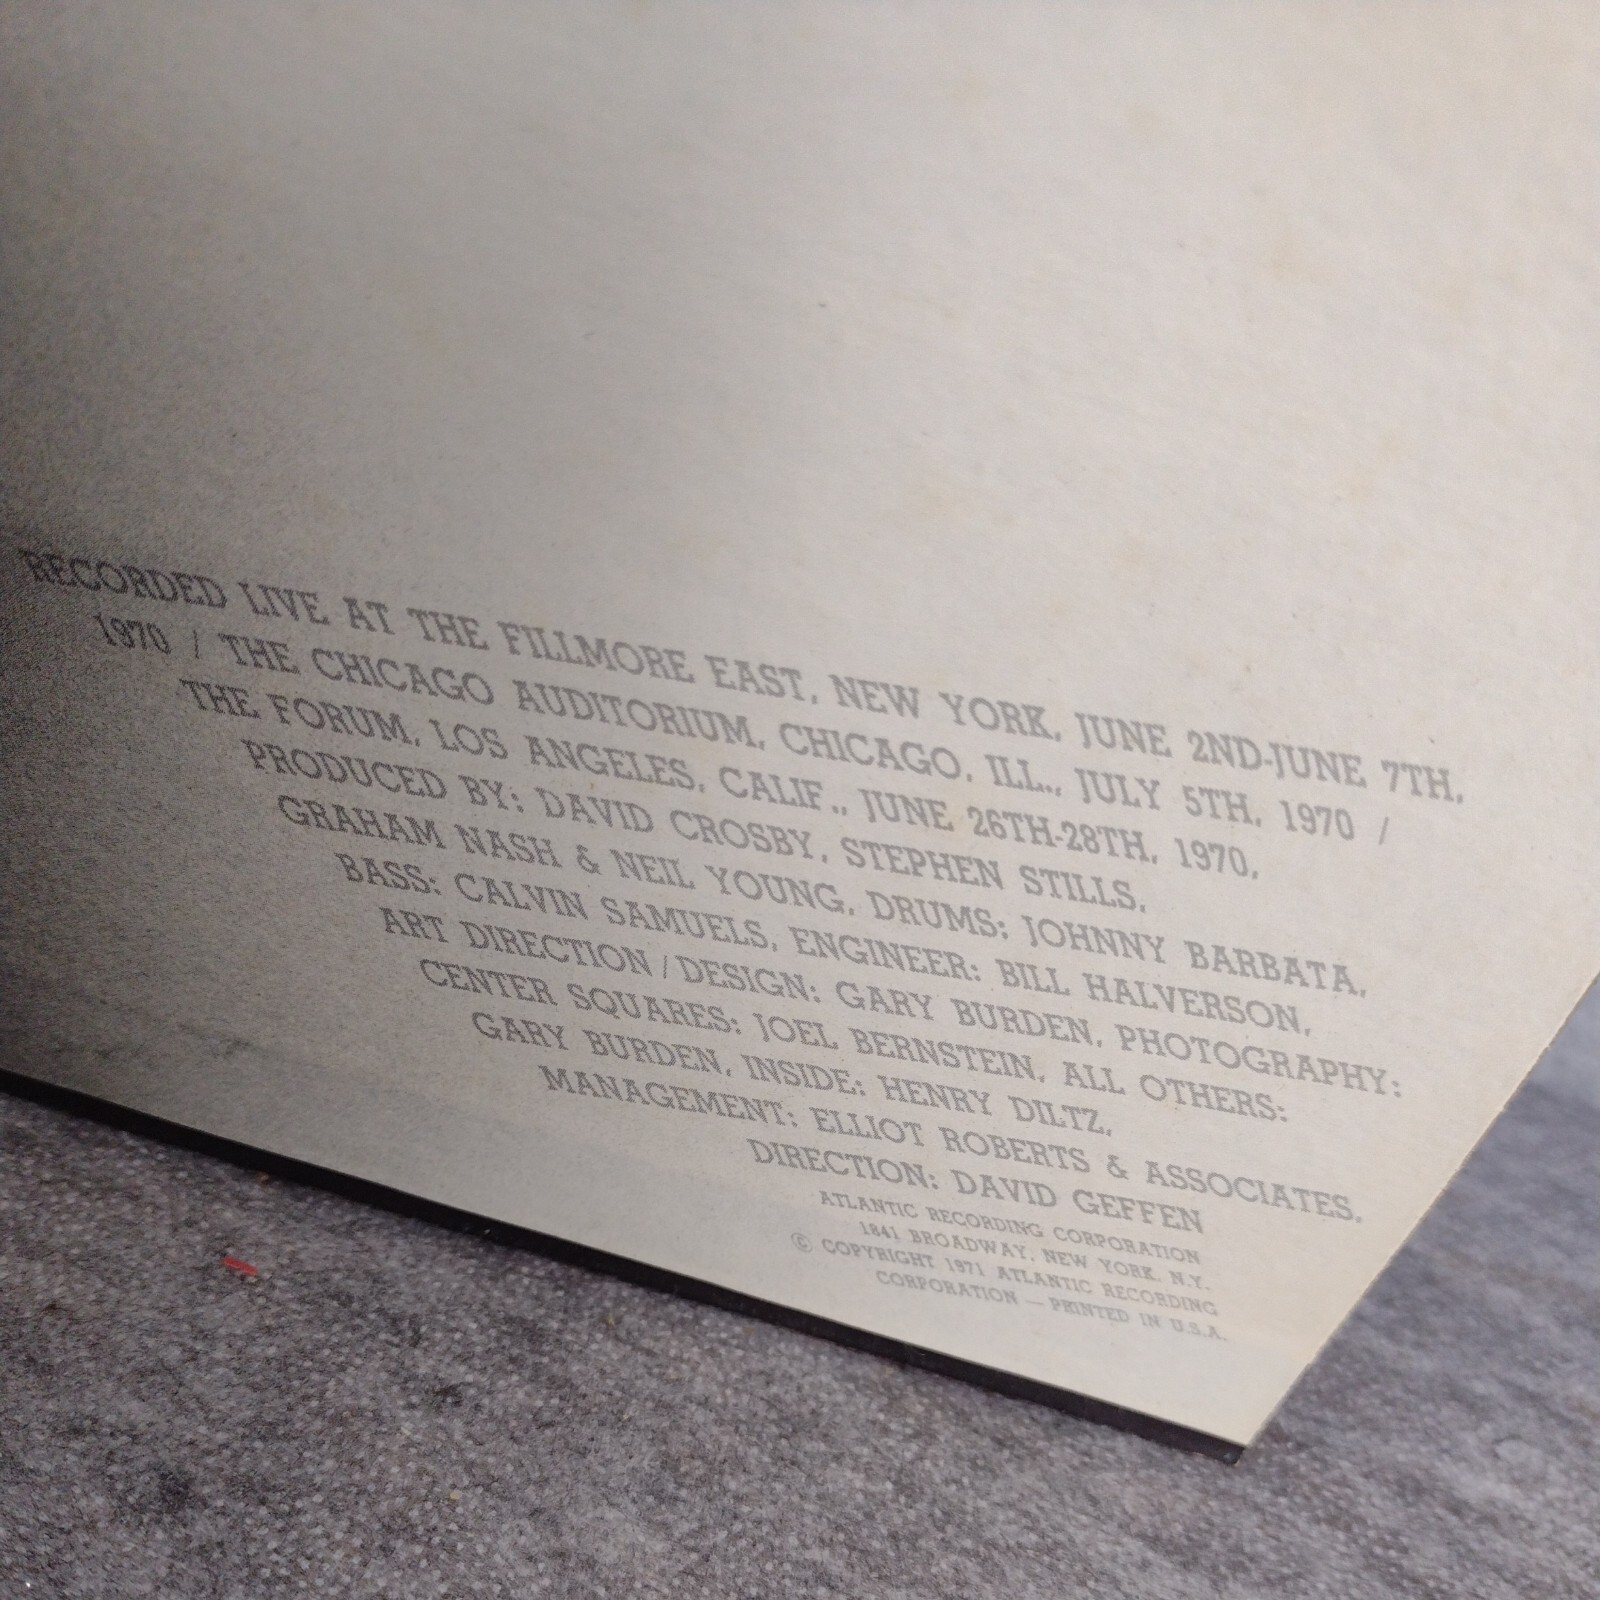 RECORDED LIVE AT THE FILLMORE EAST, NEW YORK, JUNE 2ND-JUNE 7TH,
1970 / THE CHICAGO AUDITORIUM, CHICAGO, ILL., JULY 5TH, 1970 /
THE FORUM, LOS ANGELES, CALIF., JUNE 26TH-28TH, 1970,
PRODUCED BY: DAVID CROSBY, STEPHEN STILLS,
GRAHAM NASH & NEIL YOUNG, DRUMS: JOHNNY BARBATA,
BASS: CALVIN SAMUELS, ENGINEER: BILL HALVERSON,
ART DIRECTION / DESIGN: GARY BURDEN, PHOTOGRAPHY:
CENTER SQUARES: JOEL BERNSTEIN, ALL OTHERS:
GARY BURDEN, INSIDE: HENRY DILTZ,
MANAGEMENT: ELLIOT ROBERTS & ASSOCIATES,
DIRECTION: DAVID GEFFEN
ATLANTIC RECORDING CORPORATION
1841 BROADWAY, NEW YORK, N.Y.
© COPYRIGHT 1971 ATLANTIC RECORDING
CORPORATION — PRINTED IN U.S.A.